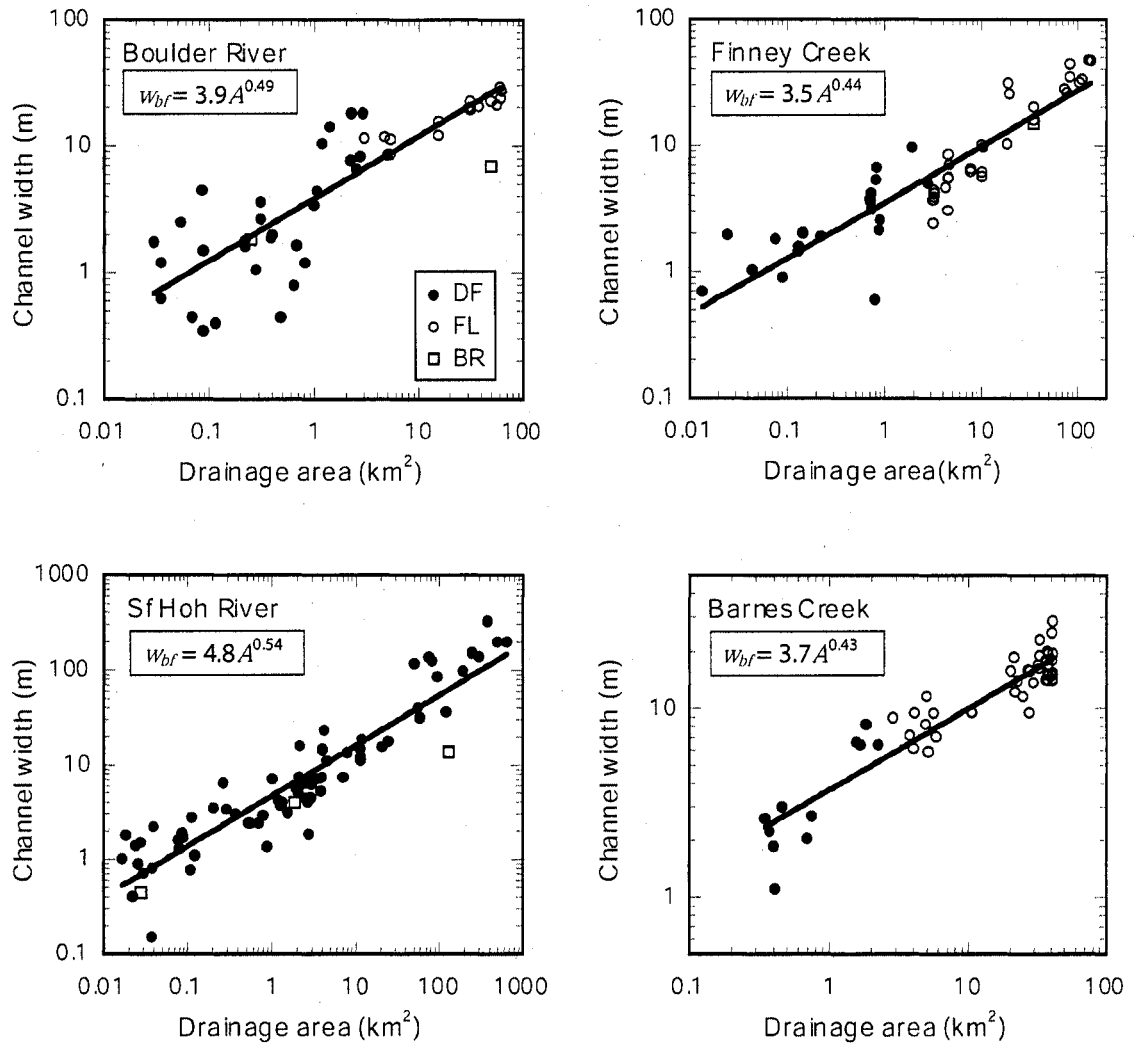 Boulder River
w_bf = 3.9A^0.49
Channel width (m)
100
10
1
0.1
DF
FL
BR
0.01 0.1 1 10 100
Drainage area (km²)
Finney Creek
w_bf = 3.5A^0.44
Channel width (m)
100
10
1
0.1
0.01 0.1 1 10 100
Drainage area(km²)
Sf Hoh River
w_bf = 4.8A^0.54
Channel width (m)
1000
100
10
1
0.1
0.01 0.1 1 10 100 1000
Drainage area (km²)
Barnes Creek
w_bf = 3.7A^0.43
Channel width (m)
10
1
0.1 1 10 100
Drainage area (km²)